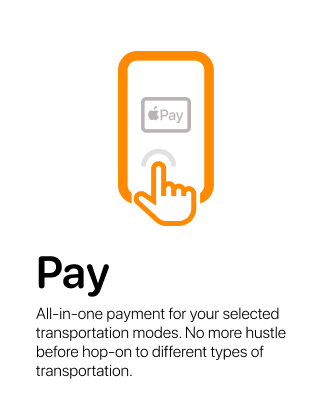 Pay
Pay
All-in-one payment for your selected
transportation modes. No more hustle
before hop-on to different types of
transportation.